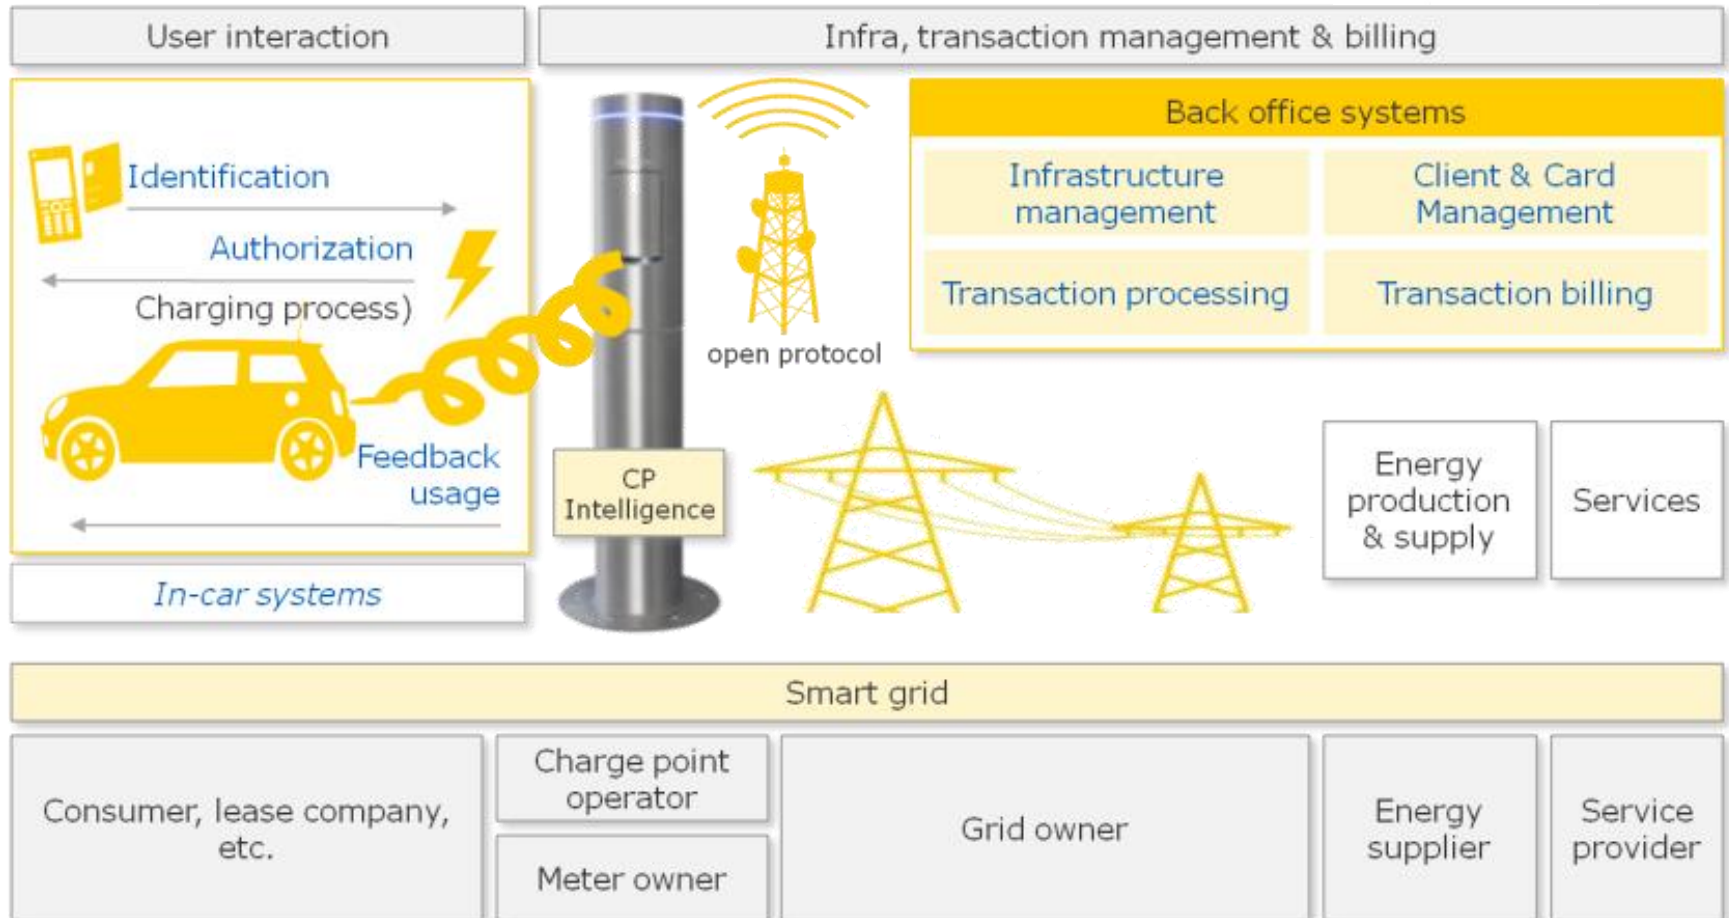 User interaction
Infra, transaction management & billing
Identification
Authorization
Charging process)
Feedback
usage
In-car systems
CP
Intelligence
open protocol
Back office systems
Infrastructure
management
Client & Card
Management
Transaction processing
Transaction billing
Energy
production
& supply
Services
Smart grid
Consumer, lease company,
etc.
Charge point
operator
Meter owner
Grid owner
Energy
supplier
Service
provider